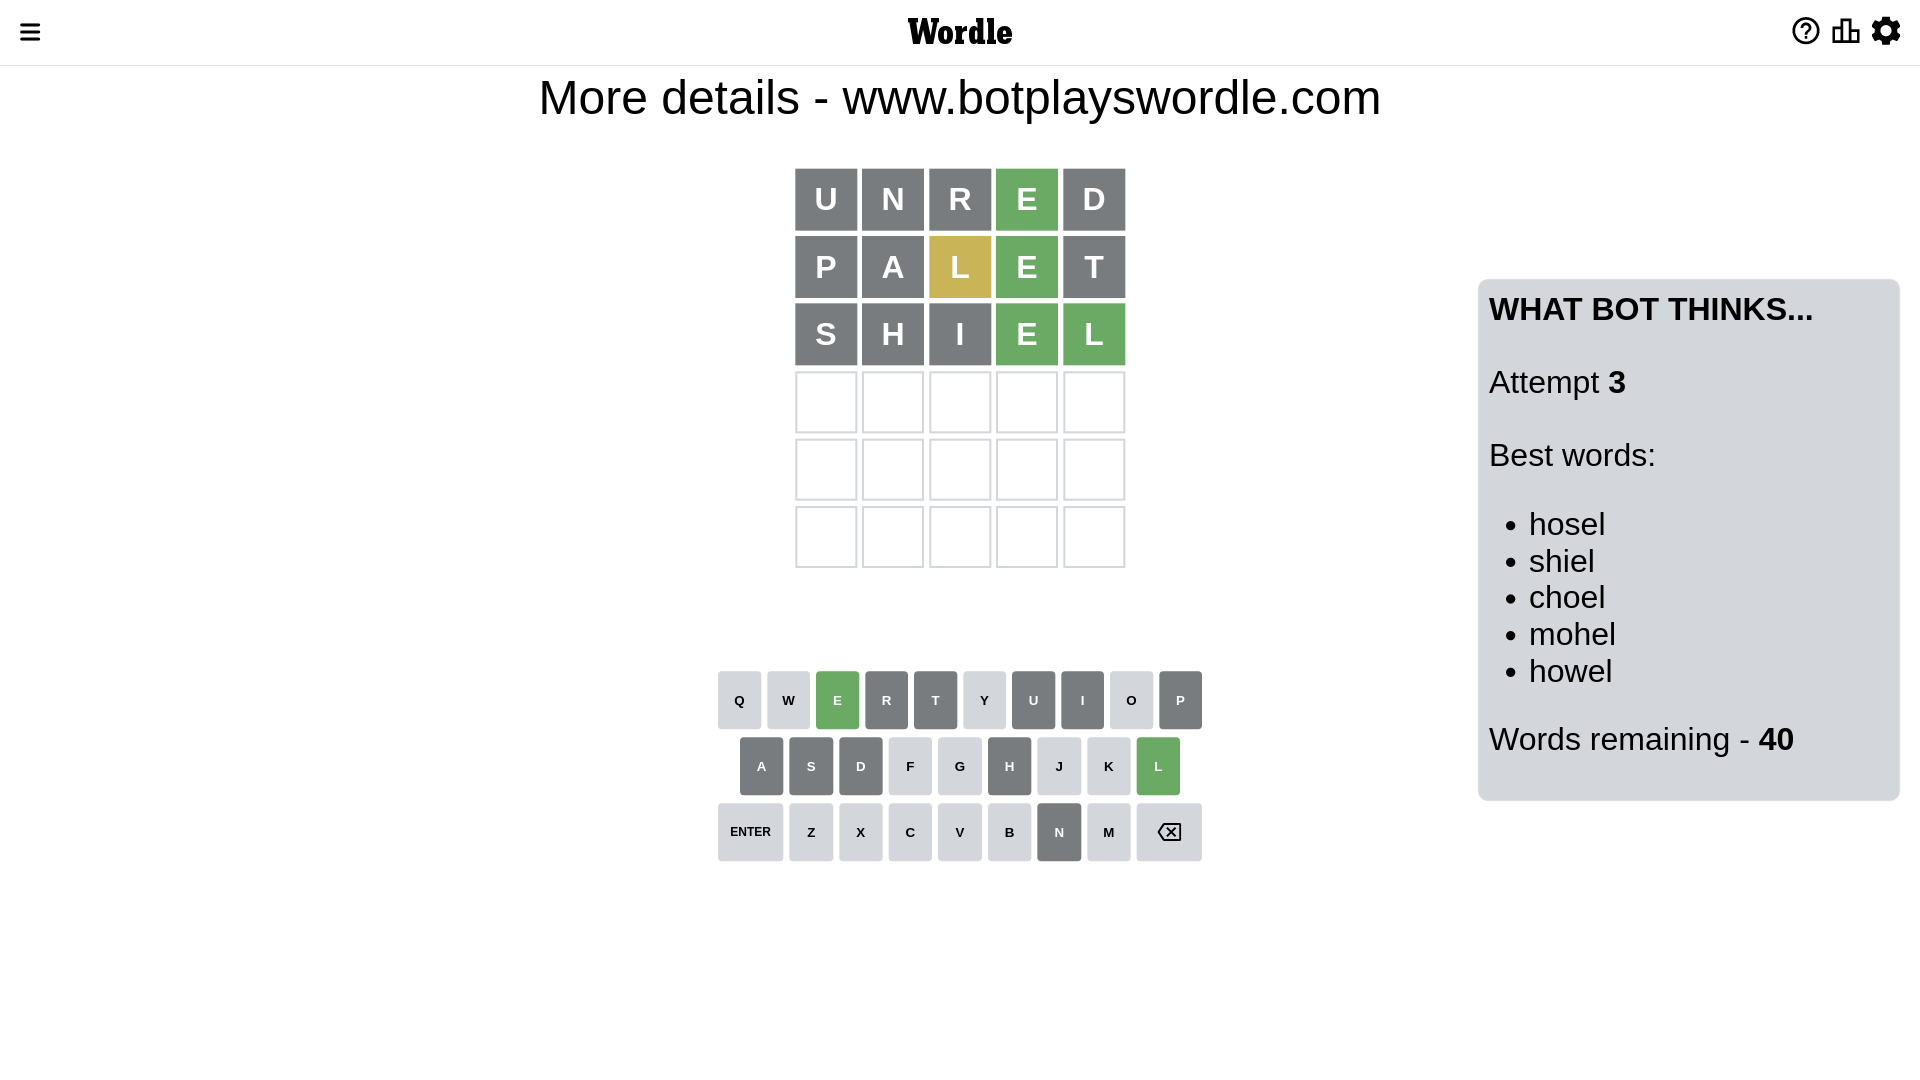 Wordle
More details - www.botplayswordle.com
U N R E D
P A L E T
S H I E L
WHAT BOT THINKS...
Attempt 3
Best words:
• hosel
• shiel
• choel
• mohel
• howel
Words remaining - 40
Q W E R T Y U I O P
A S D F G H J K L
ENTER Z X C V B N M